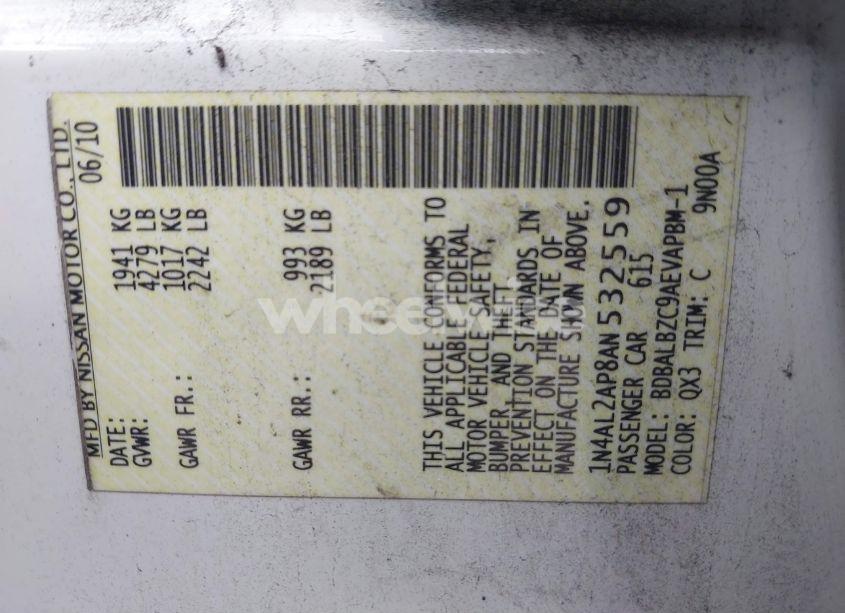 MFD BY NISSAN MOTOR CO., LTD.
DATE: 06/10
GVWR: 1941 KG
4279 LB
GAWR FR.: 1017 KG
2242 LB
GAWR RR.: 993 KG
2189 LB
THIS VEHICLE CONFORMS TO
ALL APPLICABLE FEDERAL
MOTOR VEHICLE SAFETY,
BUMPER, AND THEFT
PREVENTION STANDARDS IN
EFFECT ON THE DATE OF
MANUFACTURE SHOWN ABOVE.
1N4AL2AP8AN532559
PASSENGER CAR 615
MODEL: BDBALBZC9AEVAPBM-1
COLOR: QX3 TRIM: C 9N00A